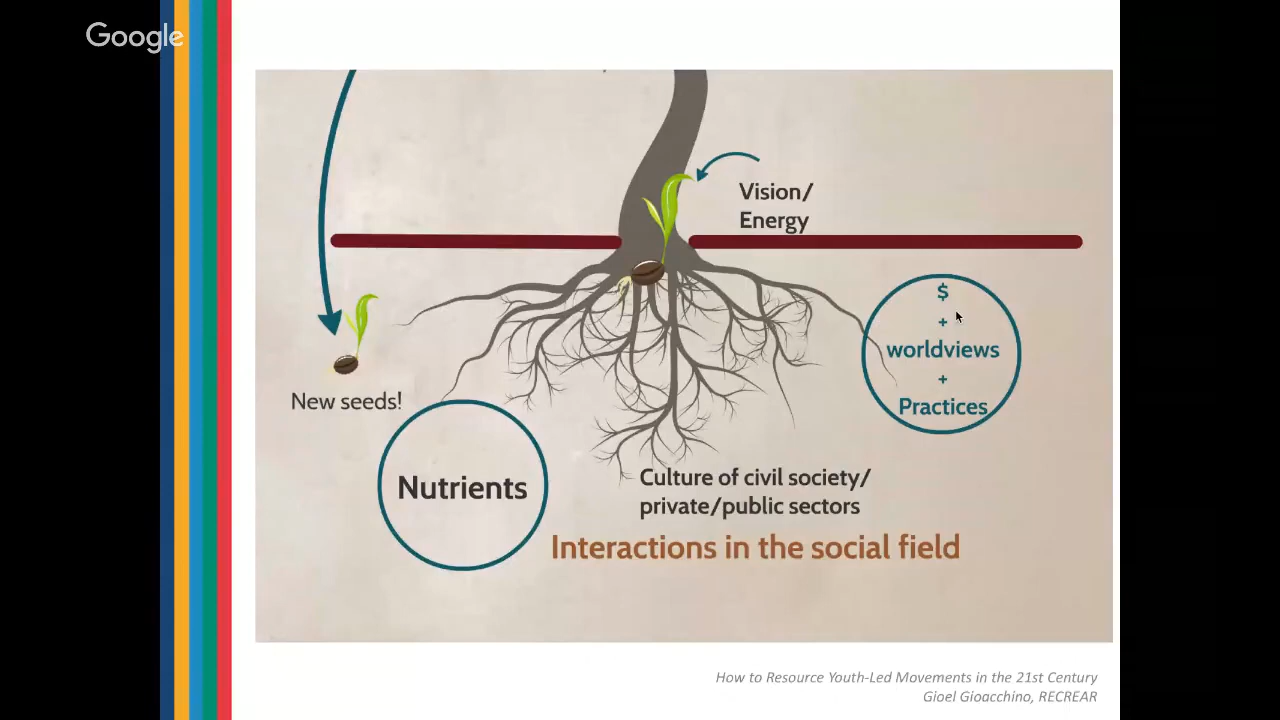 Google
Vision/
Energy
$
+
worldviews
+
Practices
New seeds!
Nutrients
Culture of civil society/
private/public sectors
Interactions in the social field
How to Resource Youth-Led Movements in the 21st Century
Gioel Gioacchino, RECREAR